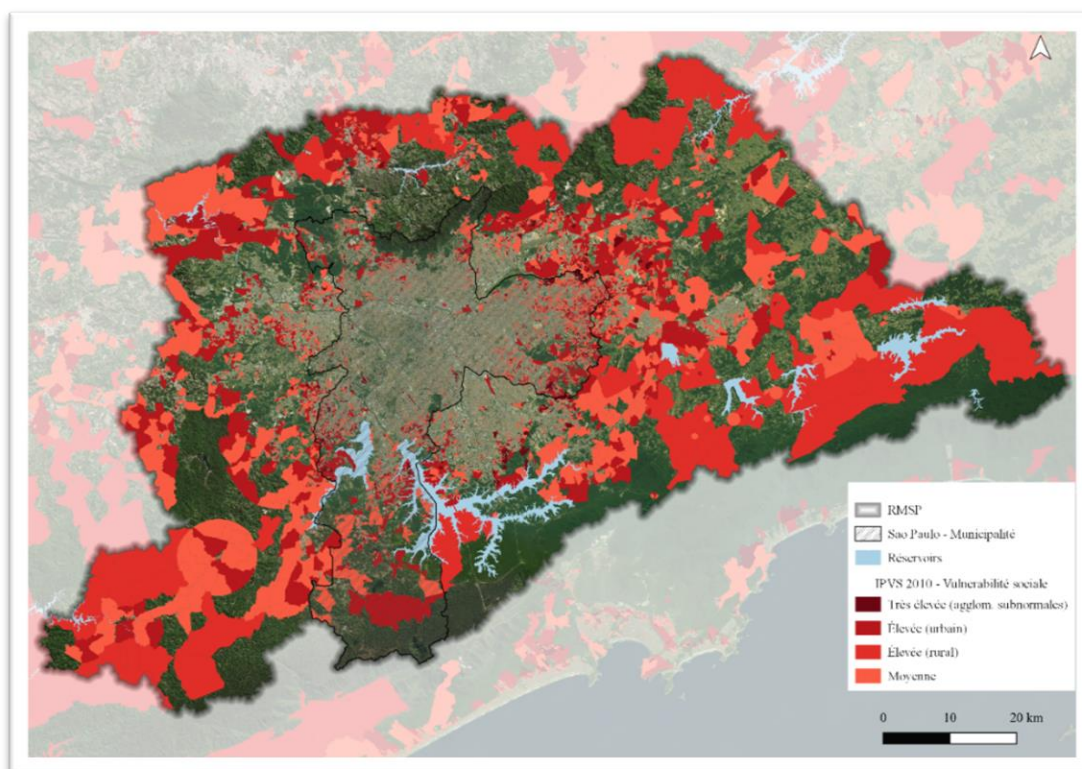 RMSP
Sao Paulo - Municipalité
Réservoirs
IPVS 2010 - Vulnerabilité sociale
Très élevée (agglom. subnormales)
Élevée (urbain)
Élevée (rural)
Moyenne
0 10 20 km